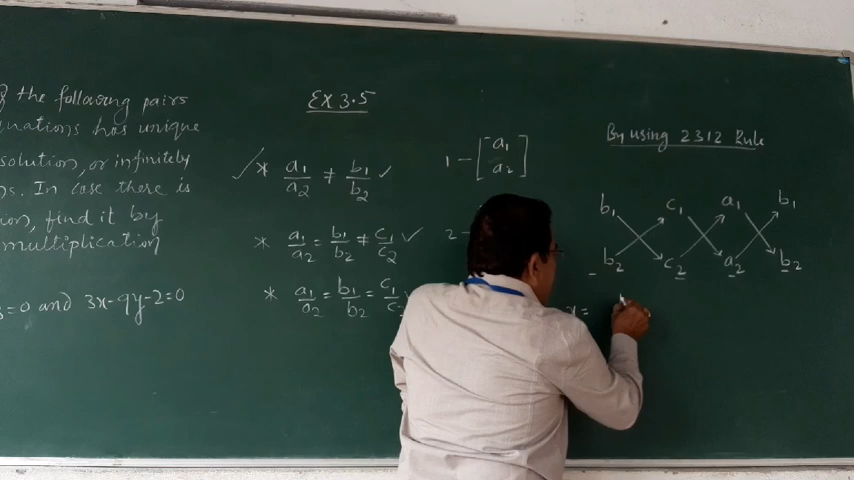 of the following pairs
quations has unique
solution, or infinitely
ns. In case there is
ion, find it by
multiplication
=0 and 3x-9y-2=0
Ex 3.5
✓* a₁/a₂ ≠ b₁/b₂ ✓
* a₁/a₂ = b₁/b₂ ≠ c₁/c₂ ✓
* a₁/a₂ = b₁/b₂ = c₁/c₂
1 - [a₁ a₂]
2 -
By using 2312 Rule
b₁ c₁ a₁ b₁
b₂ c₂ a₂ b₂
x =